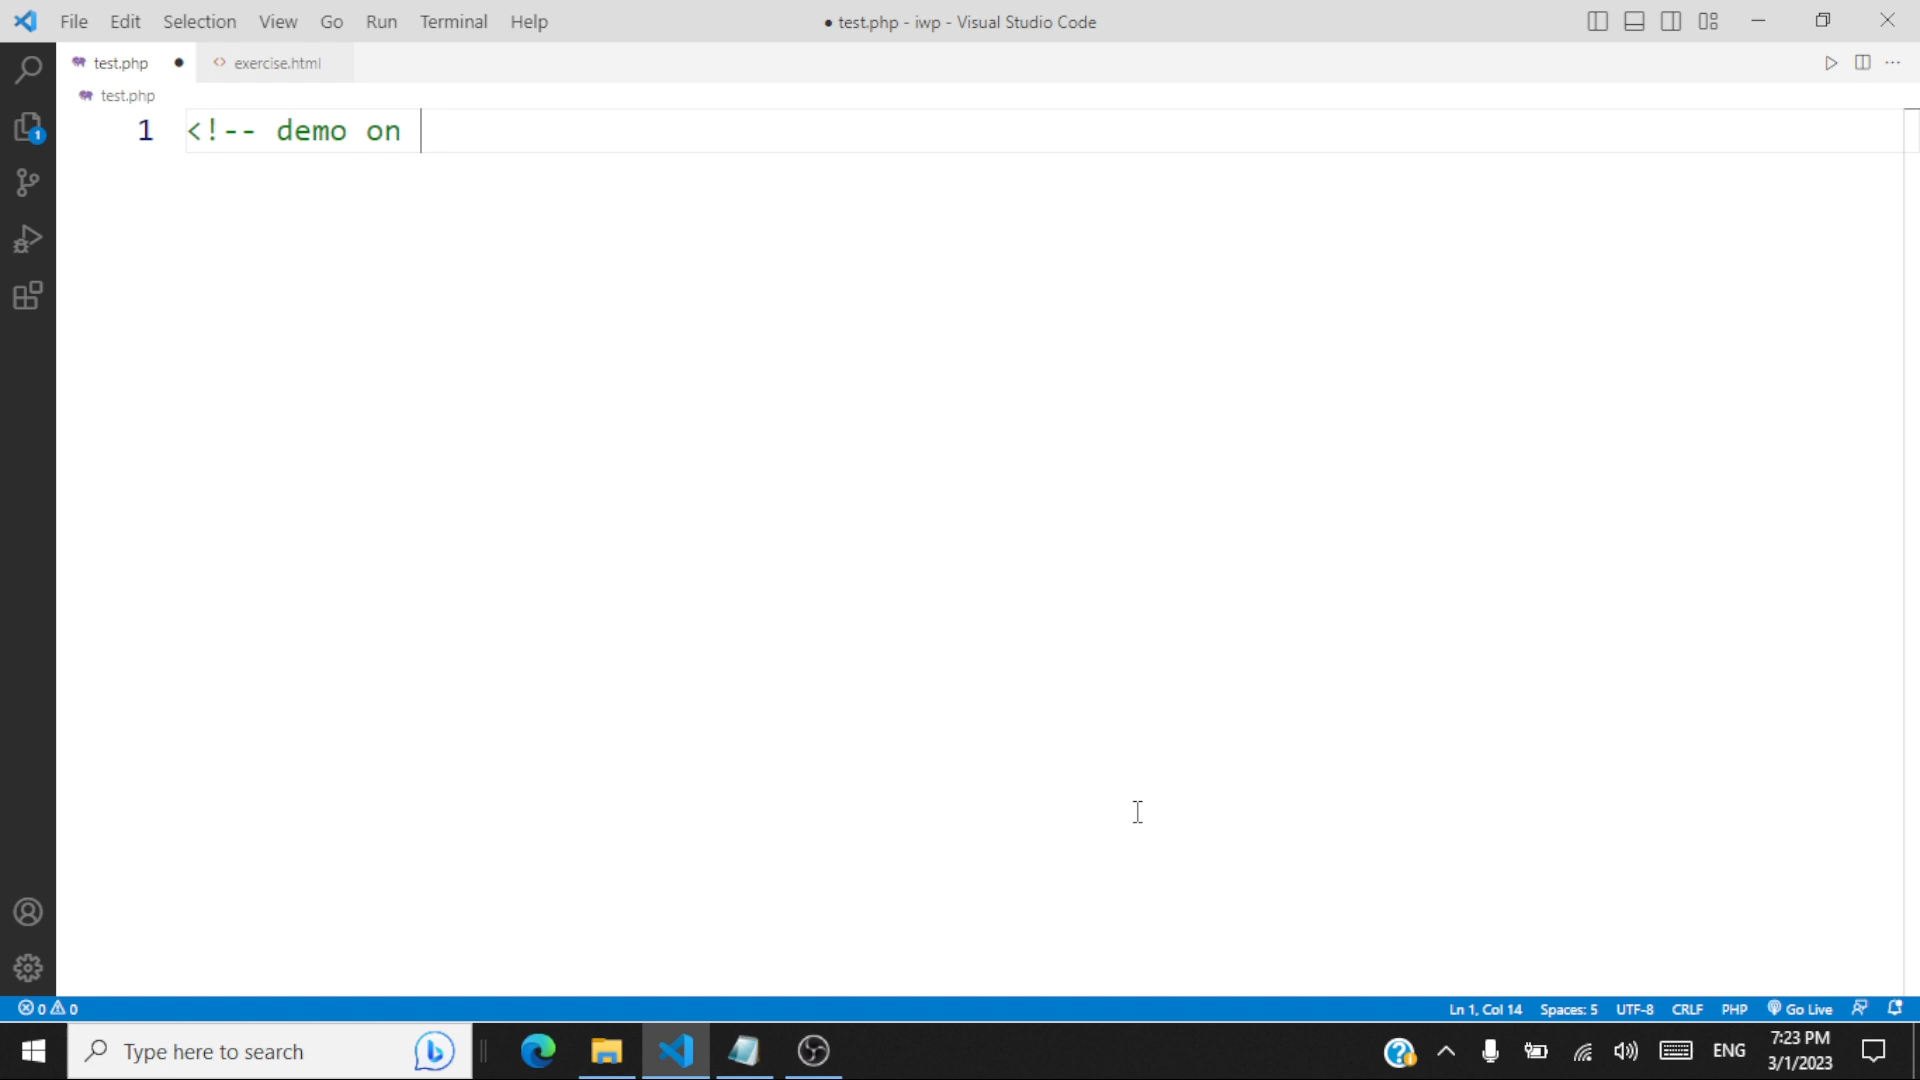 File Edit Selection View Go Run Terminal Help
● test.php - iwp - Visual Studio Code
test.php ● <> exercise.html
test.php
1 <!-- demo on
1
0 0
Ln 1, Col 14 Spaces: 5 UTF-8 CRLF PHP Go Live
Type here to search
ENG
7:23 PM
3/1/2023